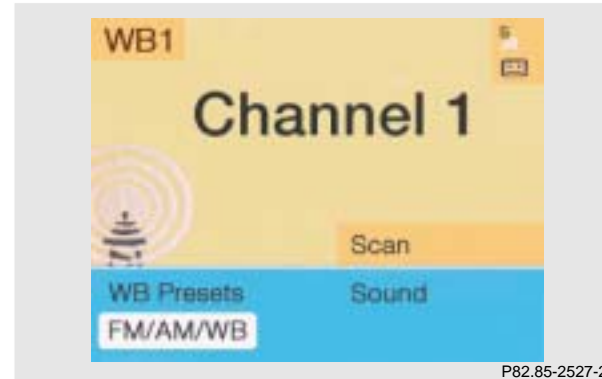 WB1
Channel 1
Scan
WB Presets
Sound
FM/AM/WB
P82.85-2527-2